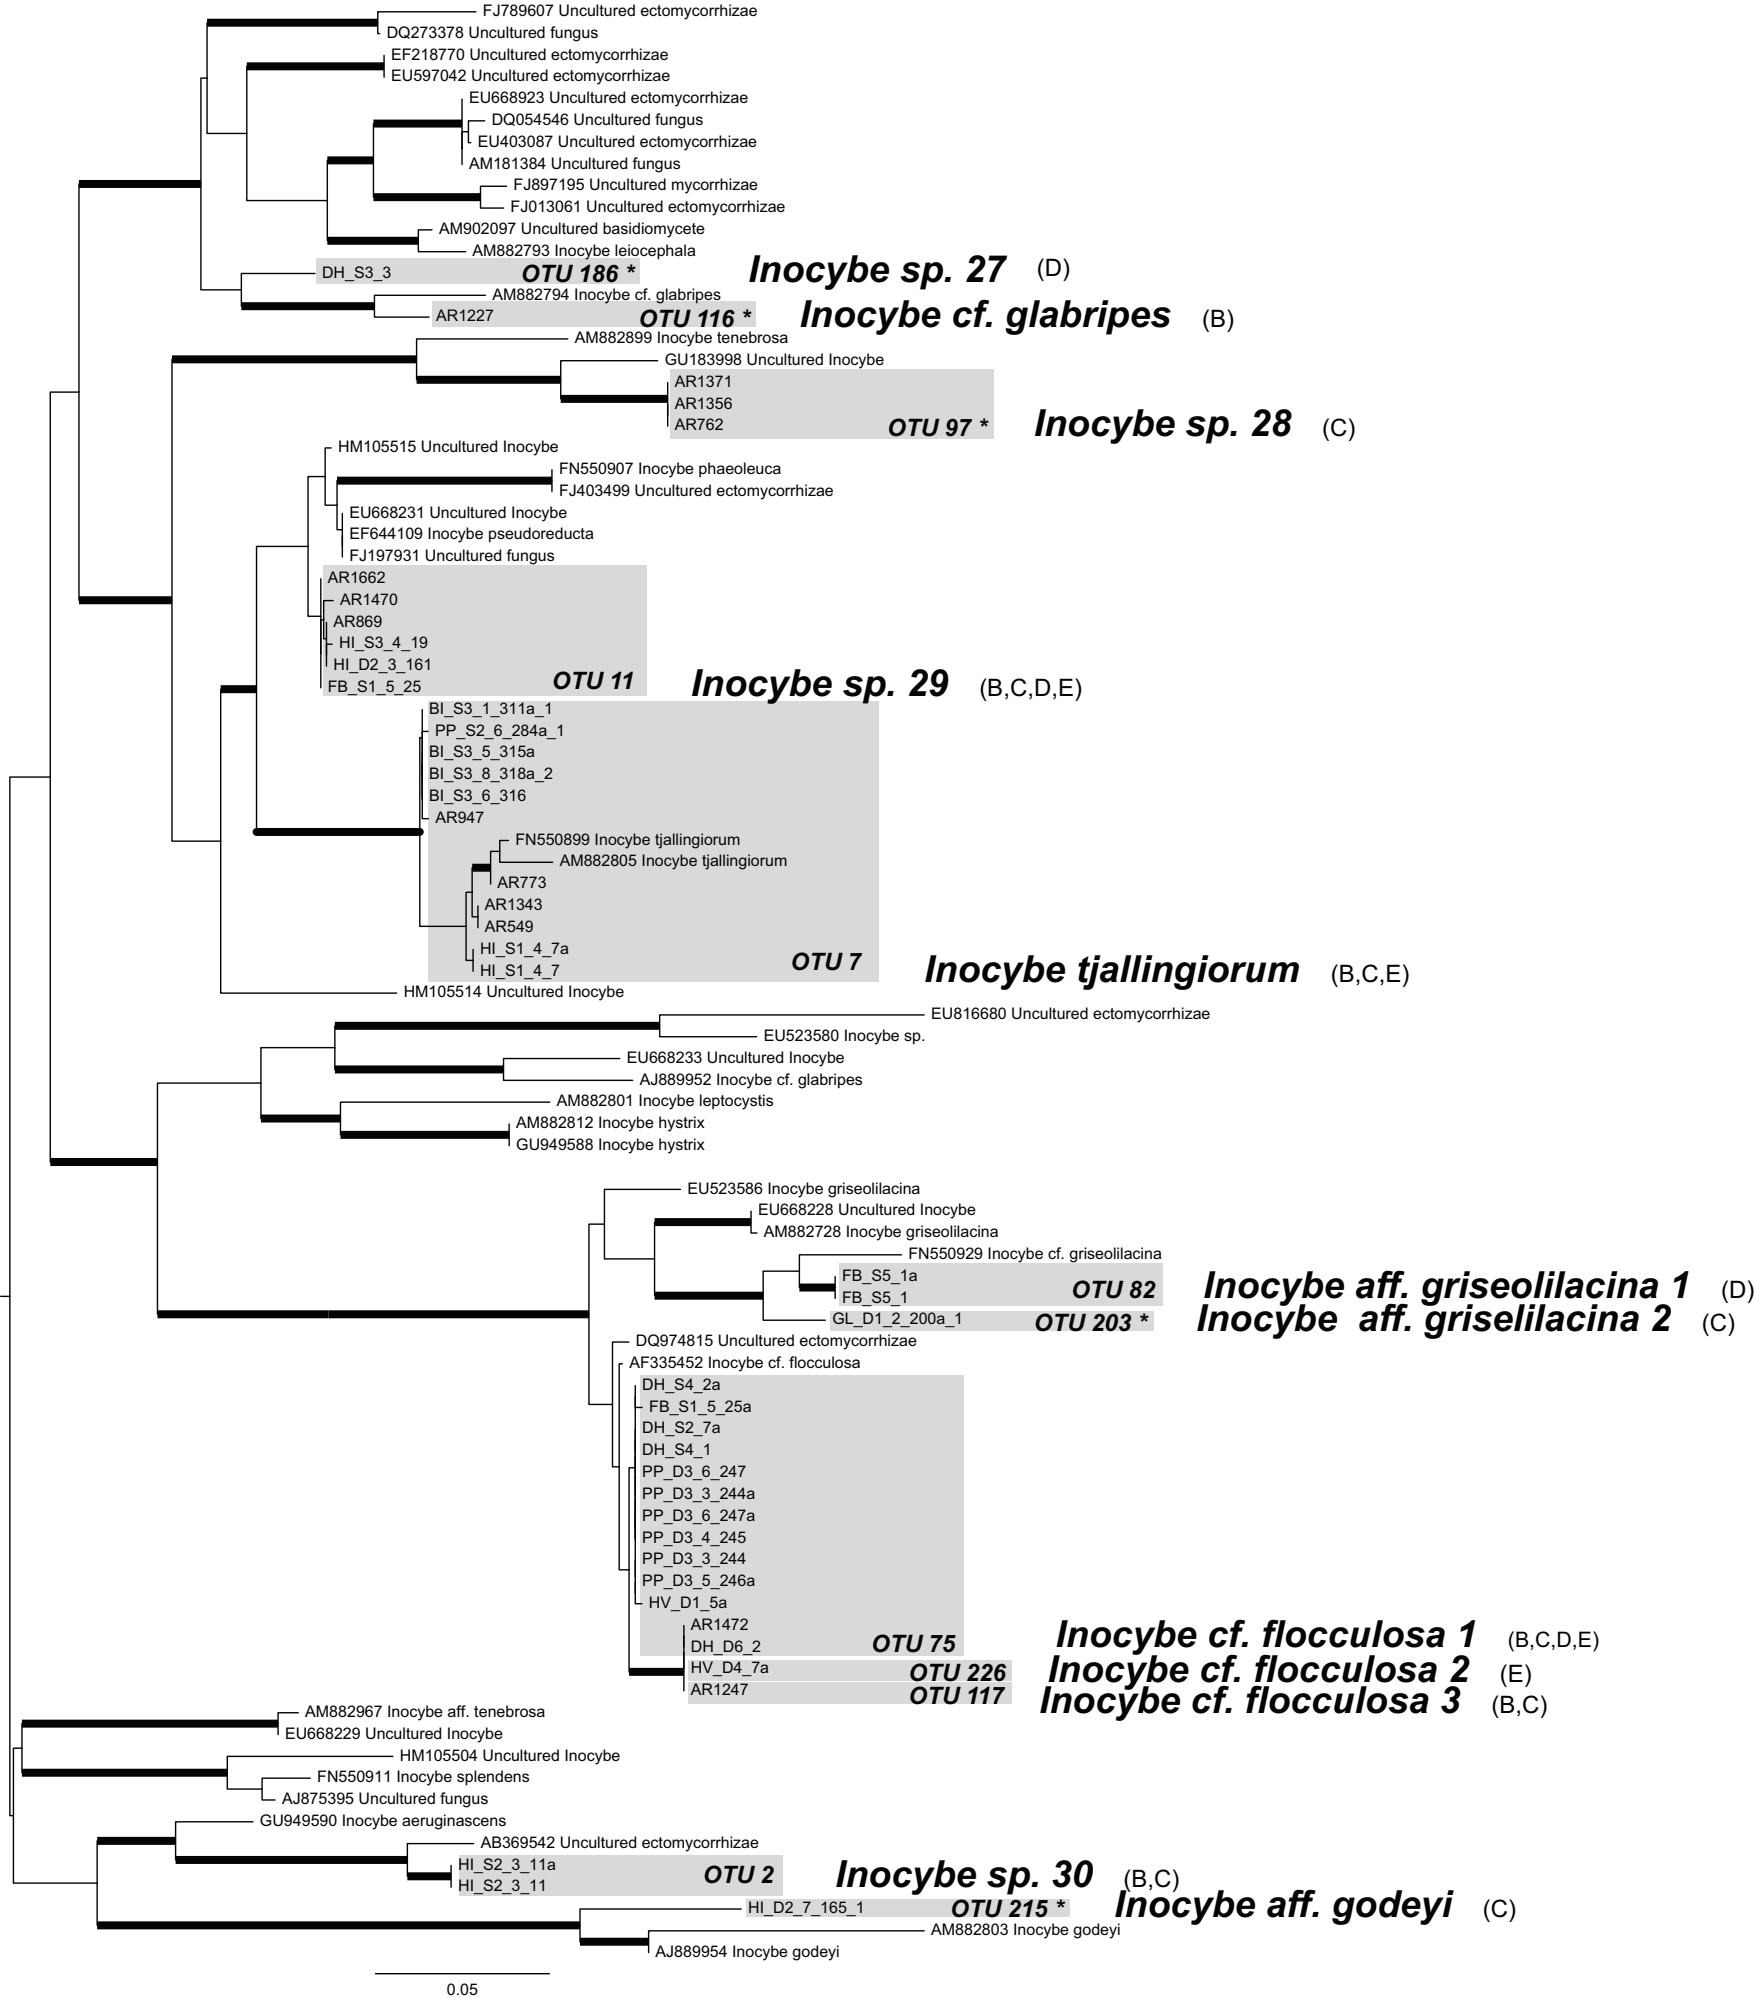 FJ789607 Uncultured ectomycorrhizae
DQ273378 Uncultured fungus
EF218770 Uncultured ectomycorrhizae
EU597042 Uncultured ectomycorrhizae
EU668923 Uncultured ectomycorrhizae
DQ054546 Uncultured fungus
EU403087 Uncultured ectomycorrhizae
AM181384 Uncultured fungus
FJ897195 Uncultured mycorrhizae
FJ013061 Uncultured ectomycorrhizae
AM902097 Uncultured basidiomycete
AM882793 Inocybe leiocephala
DH_S3_3 OTU 186 * Inocybe sp. 27 (D)
AM882794 Inocybe cf. glabripes
AR1227 OTU 116 * Inocybe cf. glabripes (B)
AM882899 Inocybe tenebrosa
GU183998 Uncultured Inocybe
AR1371
AR1356
AR762 OTU 97 * Inocybe sp. 28 (C)
HM105515 Uncultured Inocybe
FN550907 Inocybe phaeoleuca
FJ403499 Uncultured ectomycorrhizae
EU668231 Uncultured Inocybe
EF644109 Inocybe pseudoreducta
FJ197931 Uncultured fungus
AR1662
AR1470
AR869
HI_S3_4_19
HI_D2_3_161
FB_S1_5_25 OTU 11 Inocybe sp. 29 (B,C,D,E)
BI_S3_1_311a_1
PP_S2_6_284a_1
BI_S3_5_315a
BI_S3_8_318a_2
BI_S3_6_316
AR947
FN550899 Inocybe tjallingiorum
AM882805 Inocybe tjallingiorum
AR773
AR1343
AR549
HI_S1_4_7a
HI_S1_4_7 OTU 7 Inocybe tjallingiorum (B,C,E)
HM105514 Uncultured Inocybe
EU816680 Uncultured ectomycorrhizae
EU523580 Inocybe sp.
EU668233 Uncultured Inocybe
AJ889952 Inocybe cf. glabripes
AM882801 Inocybe leptocystis
AM882812 Inocybe hystrix
GU949588 Inocybe hystrix
EU523586 Inocybe griseolilacina
EU668228 Uncultured Inocybe
AM882728 Inocybe griseolilacina
FN550929 Inocybe cf. griseolilacina
FB_S5_1a
FB_S5_1 OTU 82 Inocybe aff. griseolilacina 1 (D)
GL_D1_2_200a_1 OTU 203 * Inocybe aff. griselilacina 2 (C)
DQ974815 Uncultured ectomycorrhizae
AF335452 Inocybe cf. flocculosa
DH_S4_2a
FB_S1_5_25a
DH_S2_7a
DH_S4_1
PP_D3_6_247
PP_D3_3_244a
PP_D3_6_247a
PP_D3_4_245
PP_D3_3_244
PP_D3_5_246a
HV_D1_5a
AR1472
DH_D6_2 OTU 75 Inocybe cf. flocculosa 1 (B,C,D,E)
HV_D4_7a OTU 226 Inocybe cf. flocculosa 2 (E)
AR1247 OTU 117 Inocybe cf. flocculosa 3 (B,C)
AM882967 Inocybe aff. tenebrosa
EU668229 Uncultured Inocybe
HM105504 Uncultured Inocybe
FN550911 Inocybe splendens
AJ875395 Uncultured fungus
GU949590 Inocybe aeruginascens
AB369542 Uncultured ectomycorrhizae
HI_S2_3_11a
HI_S2_3_11 OTU 2 Inocybe sp. 30 (B,C)
HI_D2_7_165_1 OTU 215 * Inocybe aff. godeyi (C)
AM882803 Inocybe godeyi
AJ889954 Inocybe godeyi
0.05